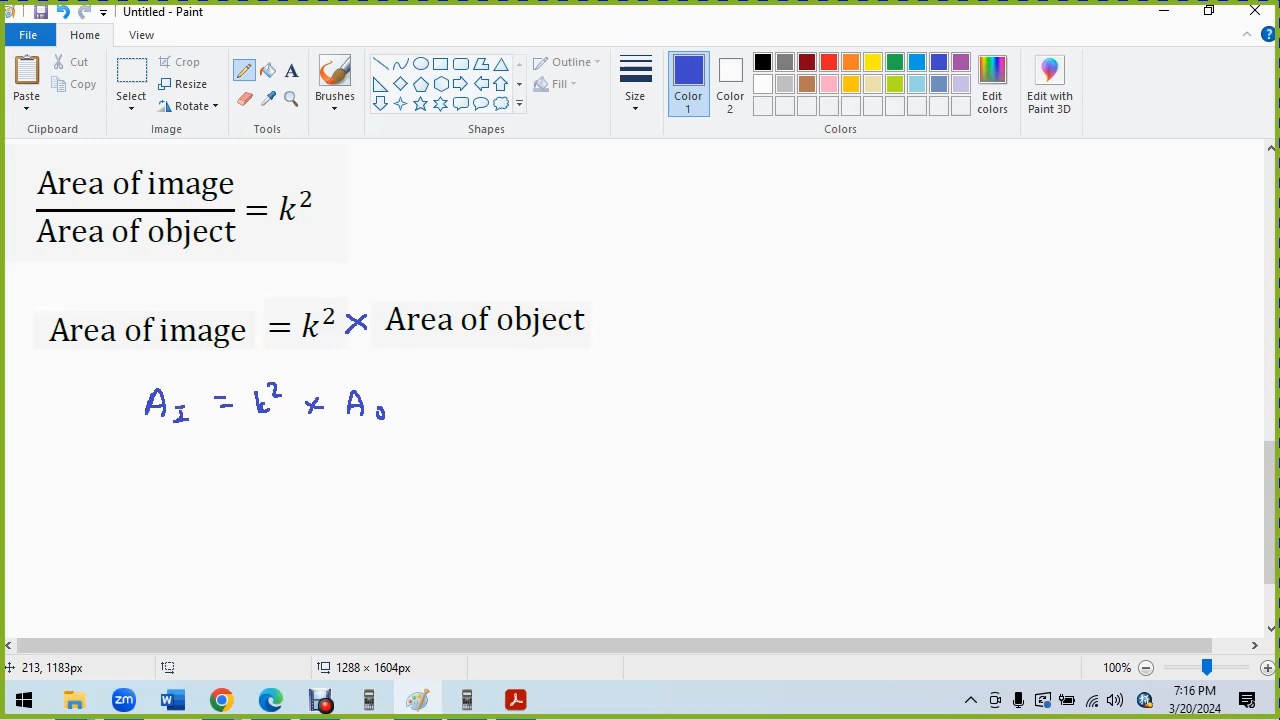 Untitled - Paint
File Home View
Paste Cut Copy Clipboard
Select Crop Resize Rotate Image
Tools
Brushes
Outline Fill Shapes
Size
Color 1 Color 2 Edit colors Colors
Edit with Paint 3D
Area of image
Area of object
= k²
Area of image = k² × Area of object
A_I = k² × A_O
213, 1183px 1288 × 1604px 100%
zm W 7:16 PM
3/20/2024